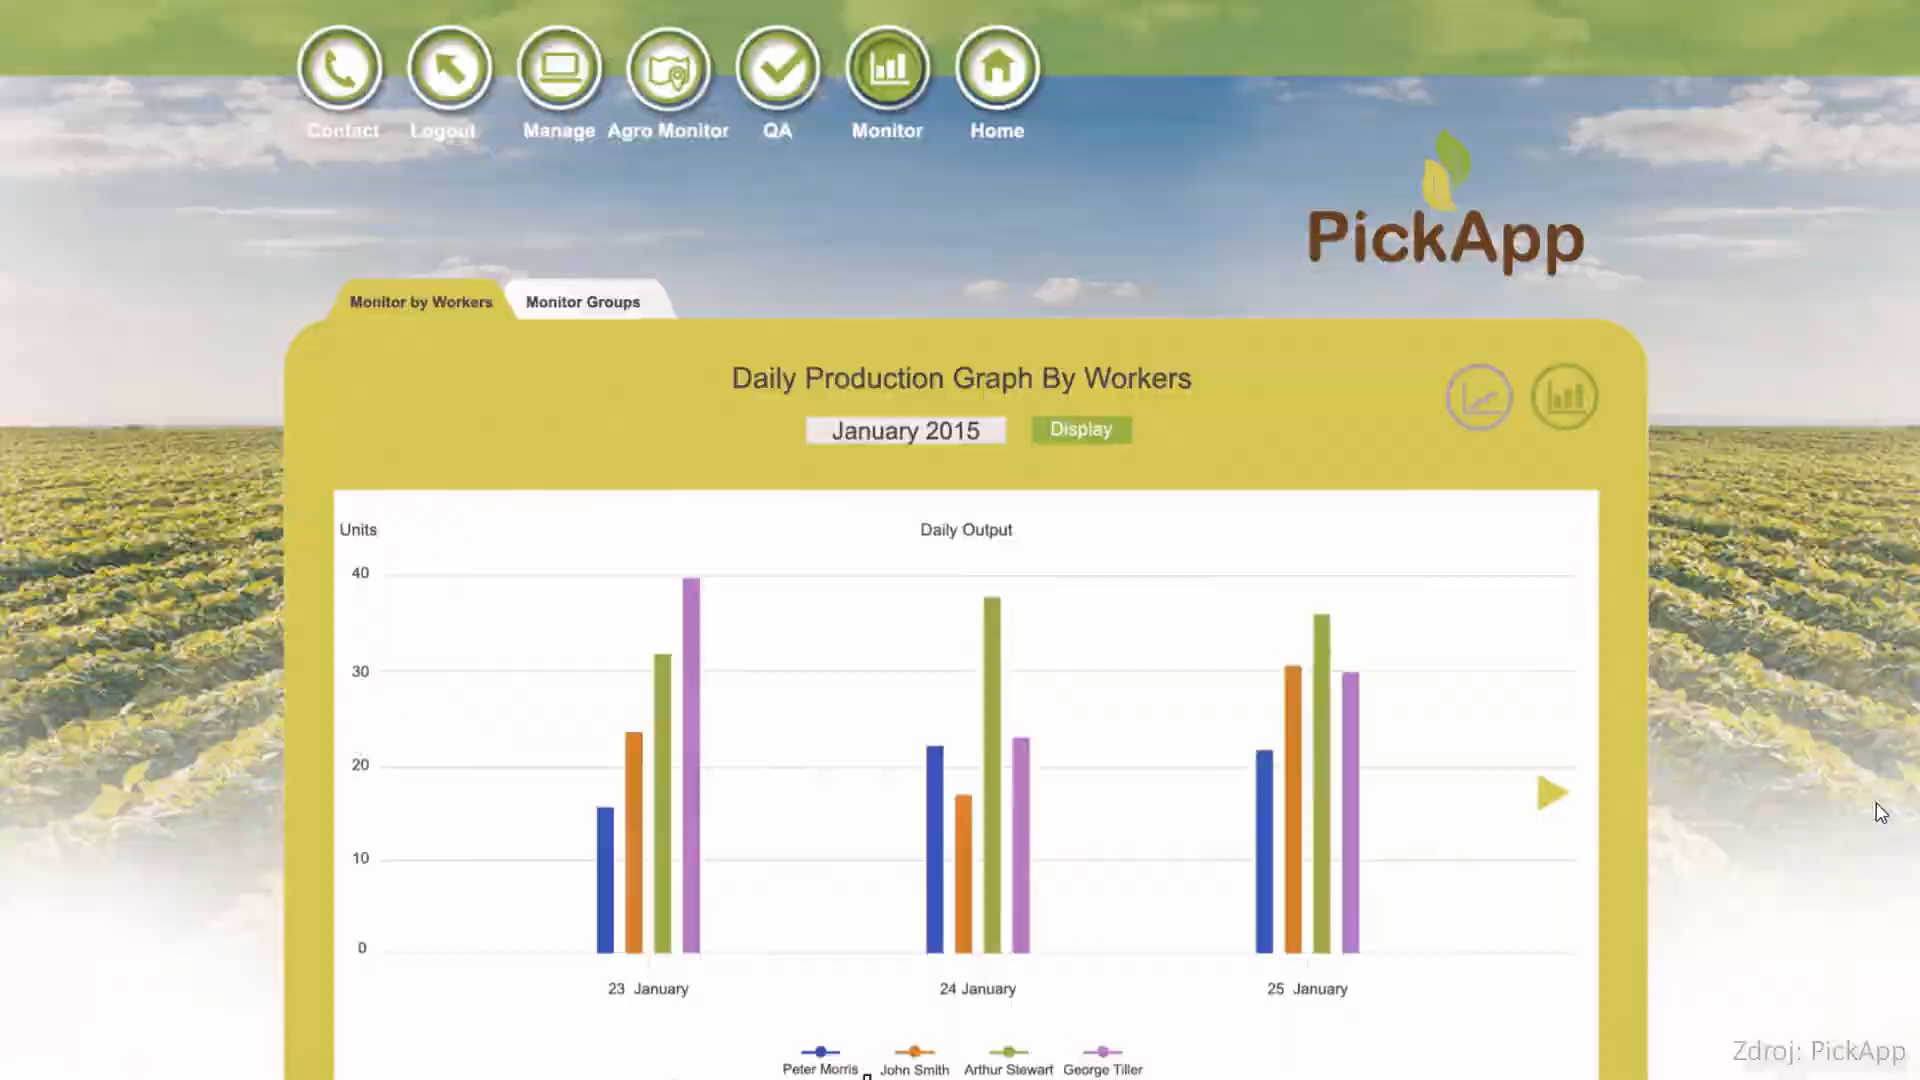 Contact Logout Manage Agro Monitor QA Monitor Home
PickApp
Monitor by Workers Monitor Groups
Daily Production Graph By Workers
January 2015 Display
Units Daily Output
40
30
20
10
0
23 January 24 January 25 January
Peter Morris John Smith Arthur Stewart George Tiller
Zdroj: PickApp